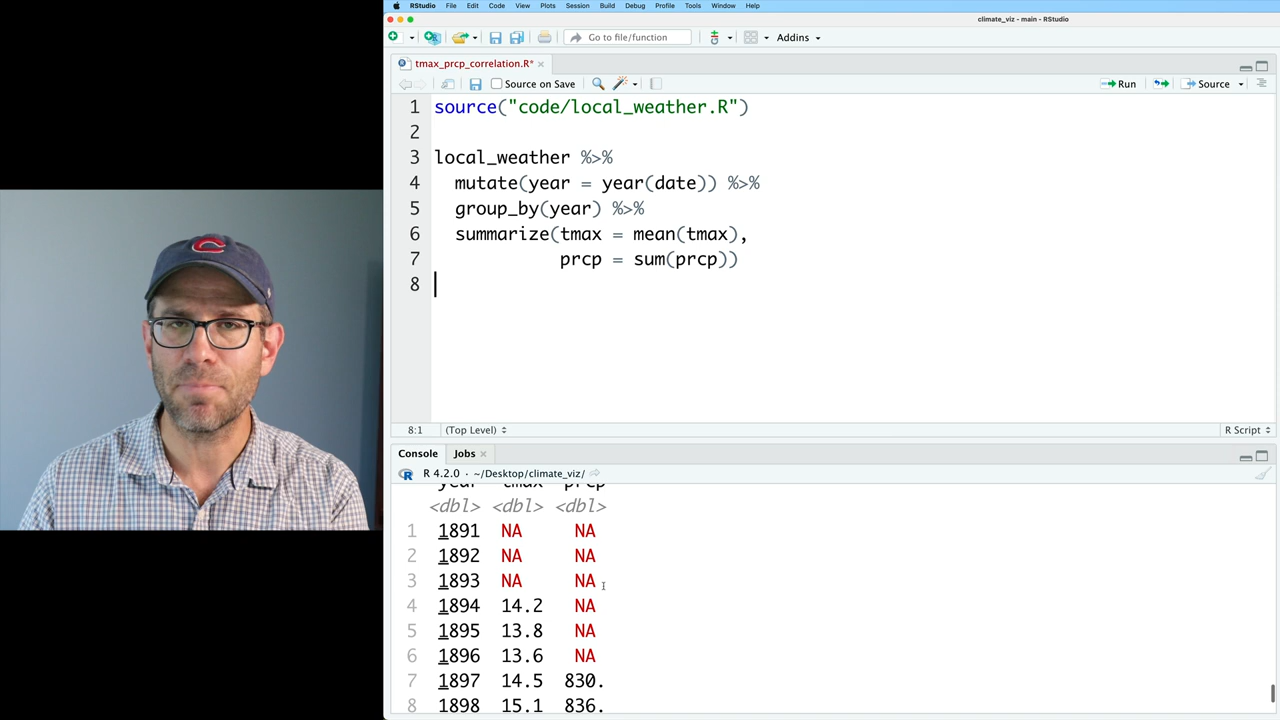 RStudio File Edit Code View Plots Session Build Debug Profile Tools Window Help
climate_viz - main - RStudio
Go to file/function Addins
tmax_prcp_correlation.R*
Source on Save Run Source
1 source("code/local_weather.R")
2
3 local_weather %>%
4 mutate(year = year(date)) %>%
5 group_by(year) %>%
6 summarize(tmax = mean(tmax),
7 prcp = sum(prcp))
8
8:1 (Top Level) R Script
Console Jobs
R 4.2.0 · ~/Desktop/climate_viz/
year tmax prcp
<dbl> <dbl> <dbl>
1 1891 NA NA
2 1892 NA NA
3 1893 NA NA
4 1894 14.2 NA
5 1895 13.8 NA
6 1896 13.6 NA
7 1897 14.5 830.
8 1898 15.1 836.
C